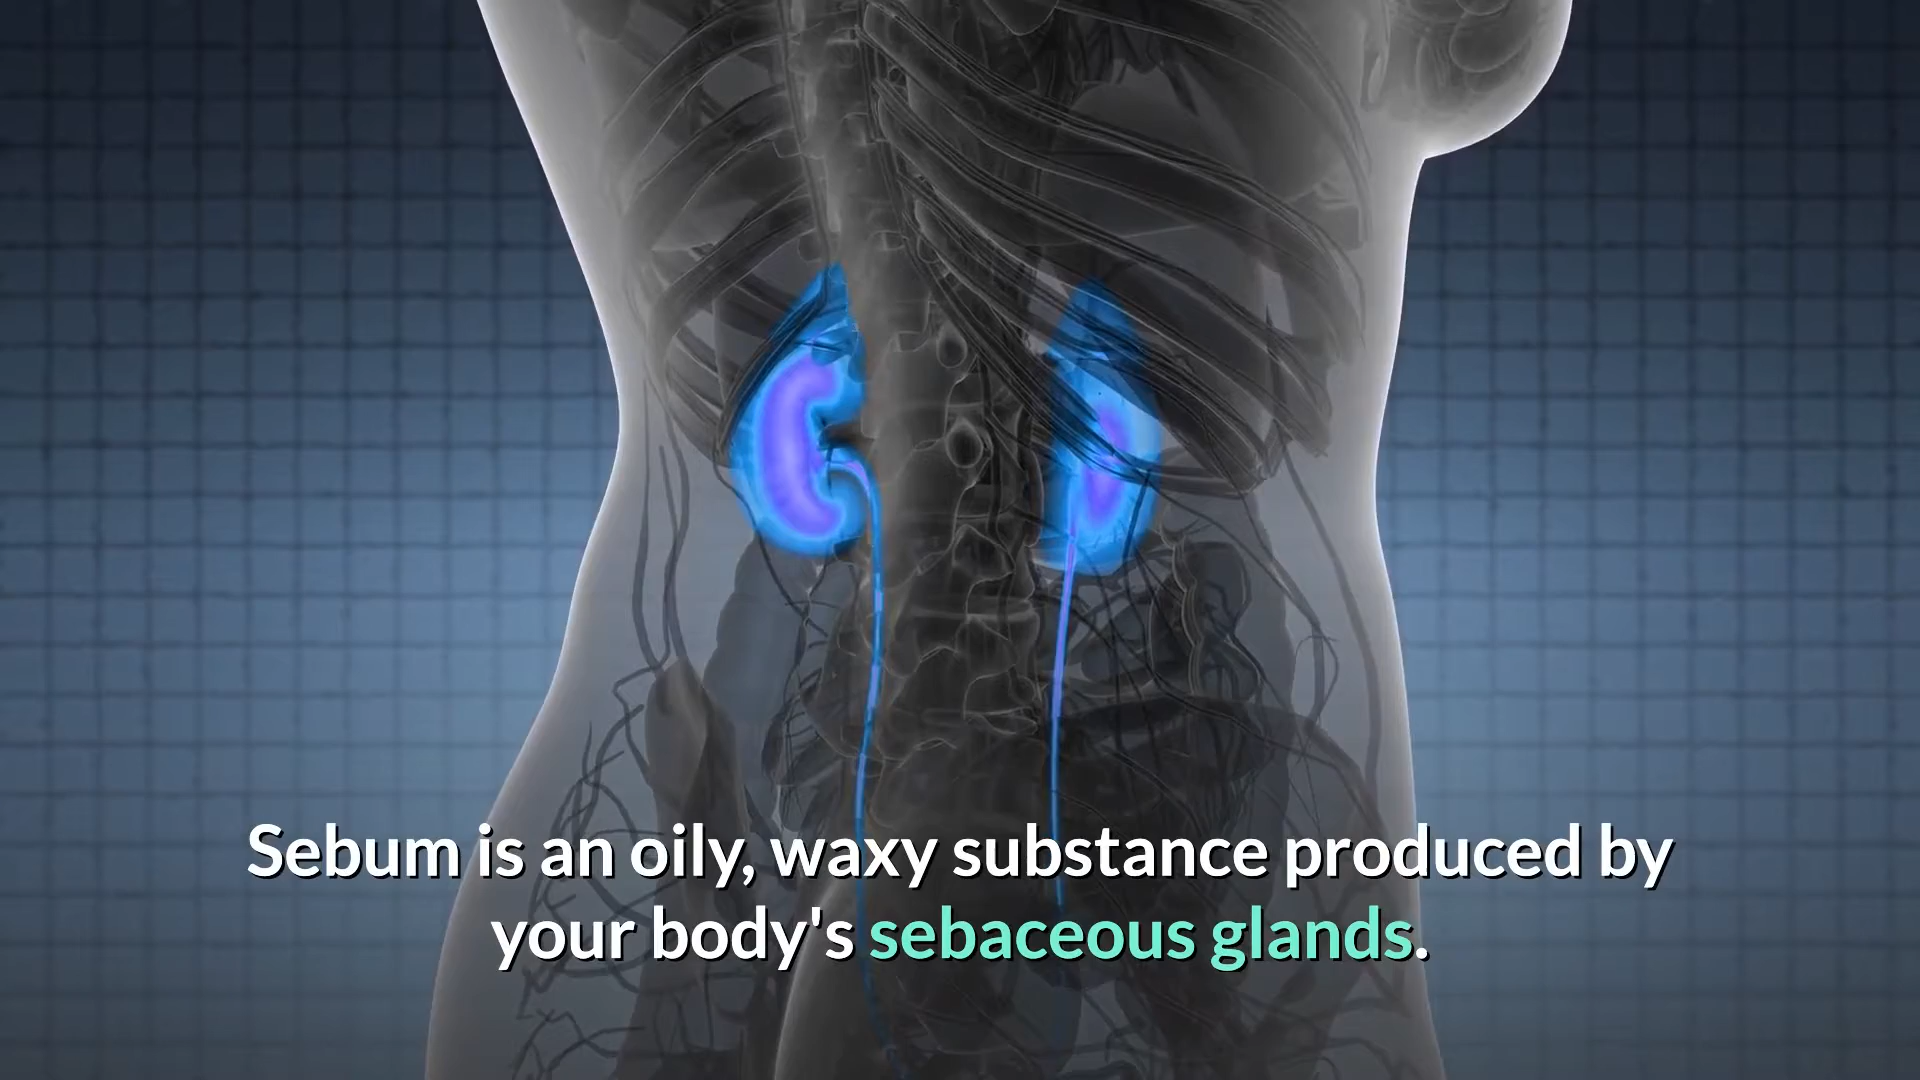 Sebum is an oily, waxy substance produced by
your body's sebaceous glands.